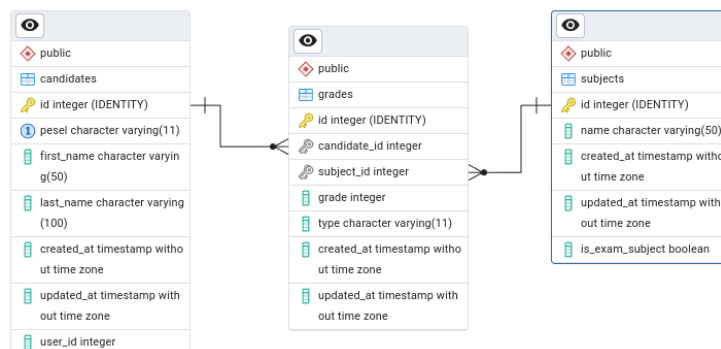 public
candidates
id integer (IDENTITY)
pesel character varying(11)
first_name character varyin
g(50)
last_name character varying
(100)
created_at timestamp witho
ut time zone
updated_at timestamp with
out time zone
user_id integer
public
grades
id integer (IDENTITY)
candidate_id integer
subject_id integer
grade integer
type character varying(11)
created_at timestamp witho
ut time zone
updated_at timestamp with
out time zone
public
subjects
id integer (IDENTITY)
name character varying(50)
created_at timestamp witho
ut time zone
updated_at timestamp with
out time zone
is_exam_subject boolean